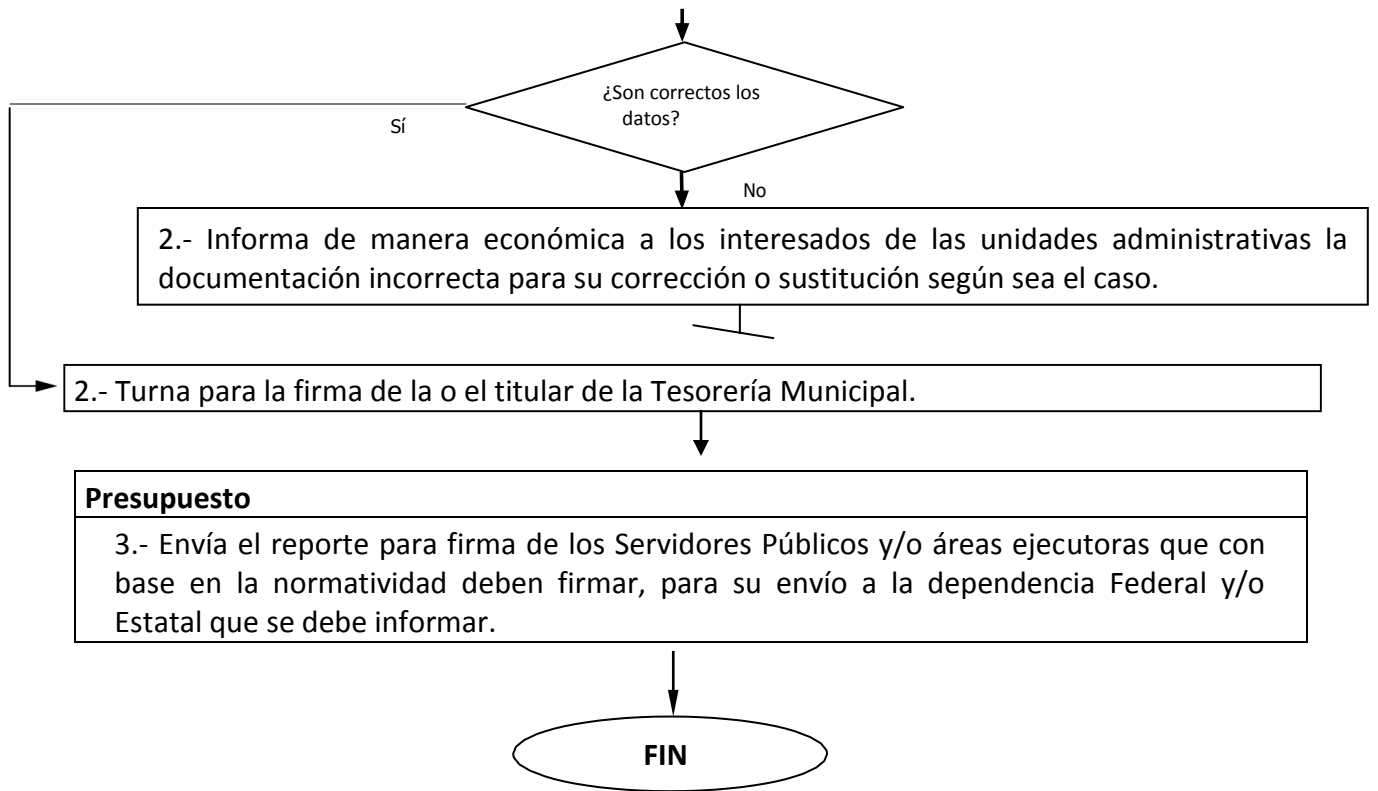 ¿Son correctos los
datos?
Sí
No
2.- Informa de manera económica a los interesados de las unidades administrativas la
documentación incorrecta para su corrección o sustitución según sea el caso.
2.- Turna para la firma de la o el titular de la Tesorería Municipal.
Presupuesto
3.- Envía el reporte para firma de los Servidores Públicos y/o áreas ejecutoras que con
base en la normatividad deben firmar, para su envío a la dependencia Federal y/o
Estatal que se debe informar.
FIN